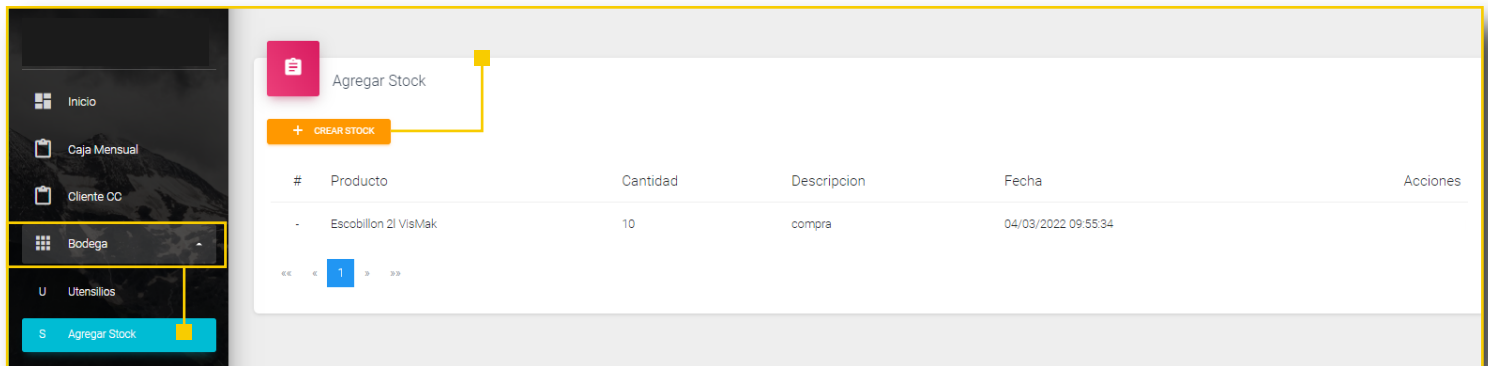 Inicio
Caja Mensual
Cliente CC
Bodega
U Utensilios
S Agregar Stock
Agregar Stock
+ CREAR STOCK
# Producto Cantidad Descripcion Fecha Acciones
- Escobillon 2l VisMak 10 compra 04/03/2022 09:55:34
«« « 1 » »»